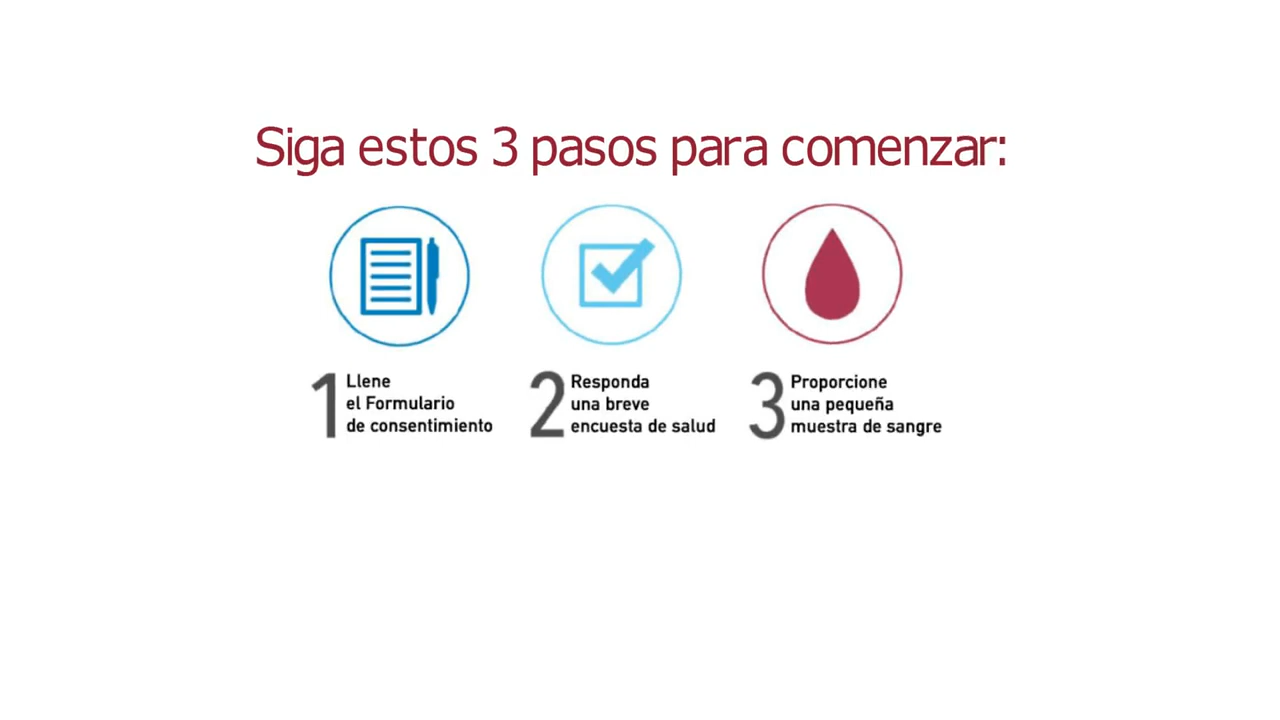 Siga estos 3 pasos para comenzar:
1 Llene
el Formulario
de consentimiento
2 Responda
una breve
encuesta de salud
3 Proporcione
una pequeña
muestra de sangre